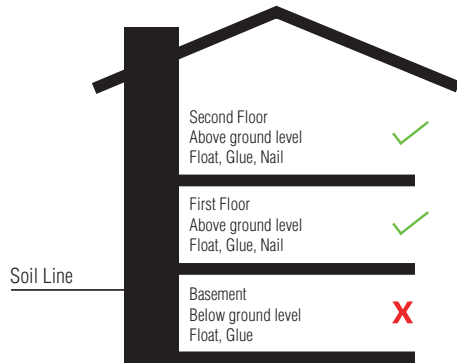 Second Floor
Above ground level
Float, Glue, Nail
First Floor
Above ground level
Float, Glue, Nail
Soil Line
Basement
Below ground level
Float, Glue
X